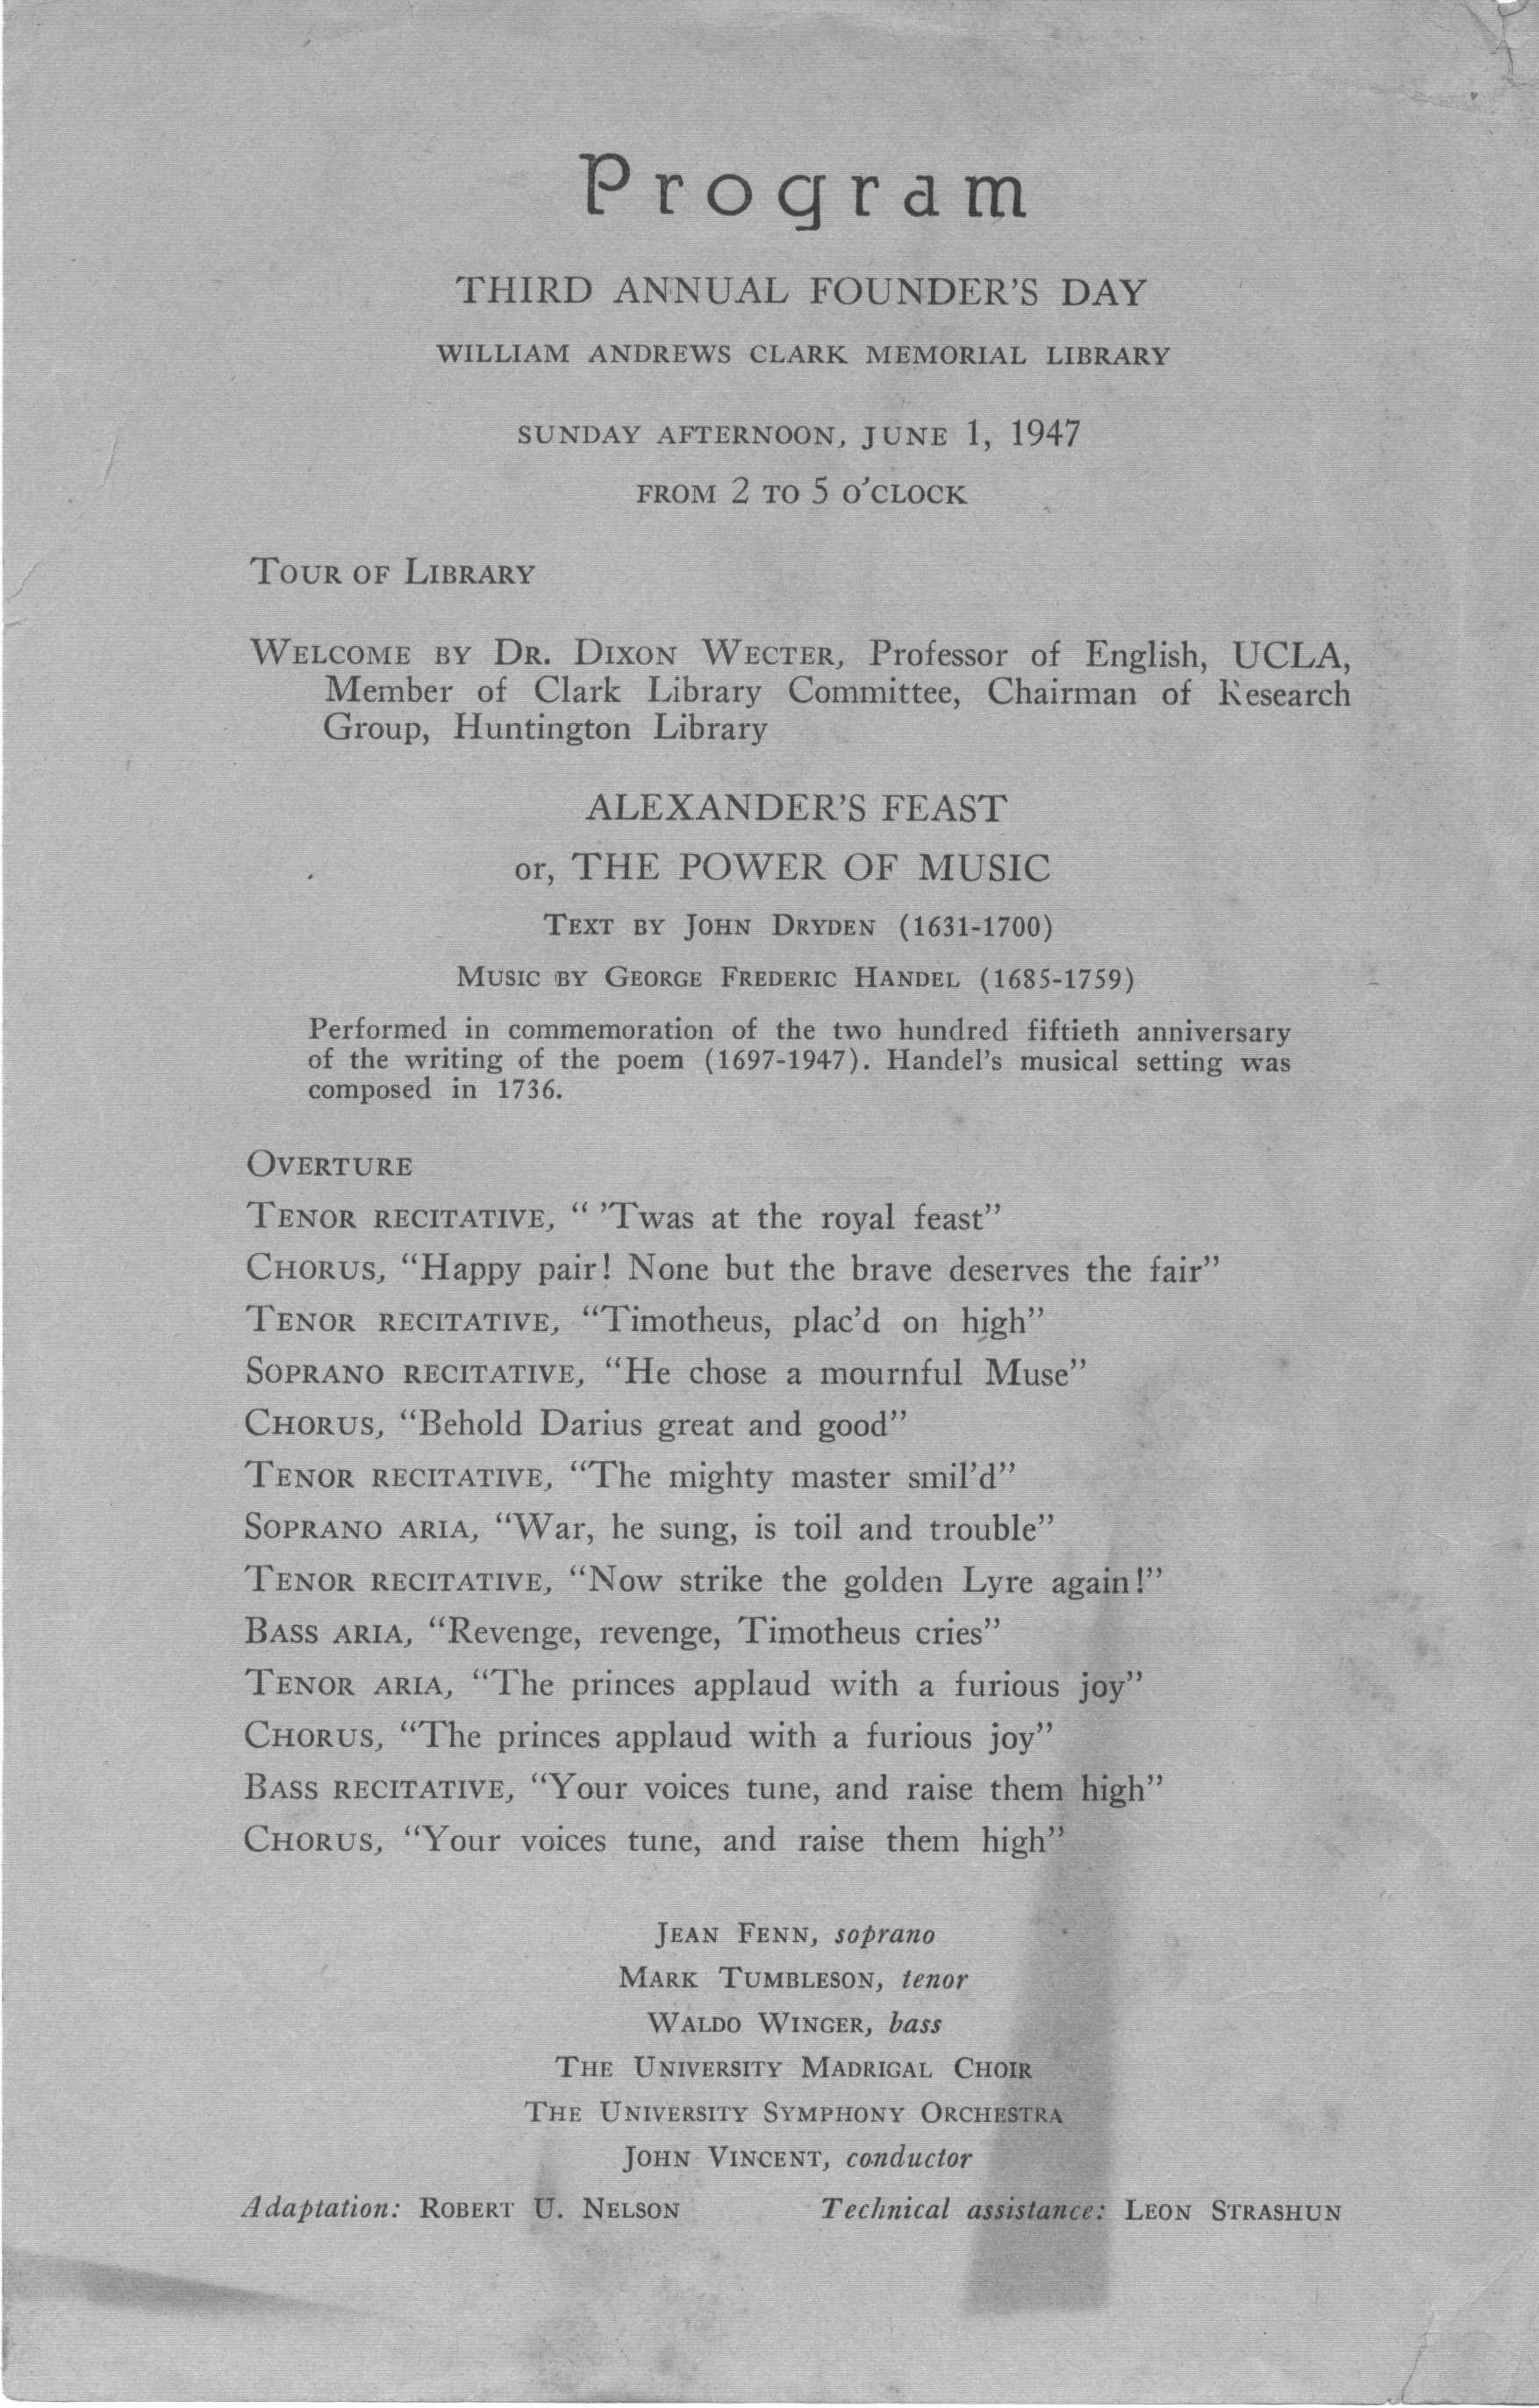 Program
THIRD ANNUAL FOUNDER'S DAY
WILLIAM ANDREWS CLARK MEMORIAL LIBRARY
SUNDAY AFTERNOON, JUNE 1, 1947
FROM 2 TO 5 O'CLOCK
TOUR OF LIBRARY
WELCOME BY DR. DIXON WECTER, Professor of English, UCLA,
Member of Clark Library Committee, Chairman of Research
Group, Huntington Library
ALEXANDER'S FEAST
or, THE POWER OF MUSIC
TEXT BY JOHN DRYDEN (1631-1700)
MUSIC BY GEORGE FREDERIC HANDEL (1685-1759)
Performed in commemoration of the two hundred fiftieth anniversary
of the writing of the poem (1697-1947). Handel's musical setting was
composed in 1736.
OVERTURE
TENOR RECITATIVE, " 'Twas at the royal feast"
CHORUS, "Happy pair! None but the brave deserves the fair"
TENOR RECITATIVE, "Timotheus, plac'd on high"
SOPRANO RECITATIVE, "He chose a mournful Muse"
CHORUS, "Behold Darius great and good"
TENOR RECITATIVE, "The mighty master smil'd"
SOPRANO ARIA, "War, he sung, is toil and trouble"
TENOR RECITATIVE, "Now strike the golden Lyre again!"
BASS ARIA, "Revenge, revenge, Timotheus cries"
TENOR ARIA, "The princes applaud with a furious joy"
CHORUS, "The princes applaud with a furious joy"
BASS RECITATIVE, "Your voices tune, and raise them high"
CHORUS, "Your voices tune, and raise them high"
JEAN FENN, soprano
MARK TUMBLESON, tenor
WALDO WINGER, bass
THE UNIVERSITY MADRIGAL CHOIR
THE UNIVERSITY SYMPHONY ORCHESTRA
JOHN VINCENT, conductor
Adaptation: ROBERT U. NELSON Technical assistance: LEON STRASHUN